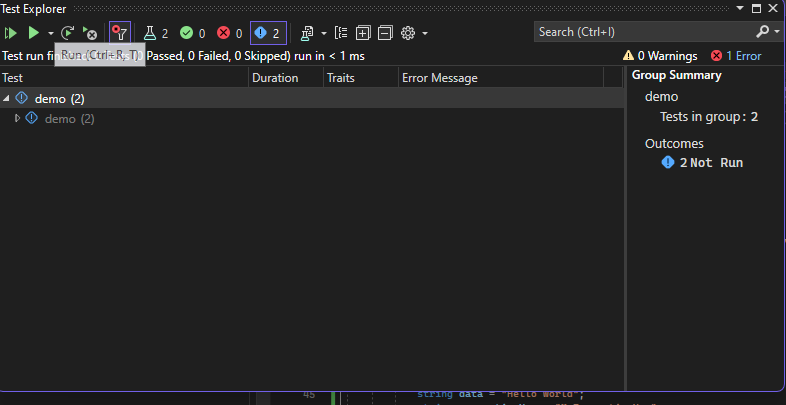 Test Explorer
2 0 0 2 Search (Ctrl+I)
Run (Ctrl+R, T)
Test run fin Passed, 0 Failed, 0 Skipped) run in < 1 ms 0 Warnings 1 Error
Test Duration Traits Error Message
Group Summary
demo (2)
demo
demo (2)
Tests in group: 2
Outcomes
2 Not Run
45 string data = "Hello World";